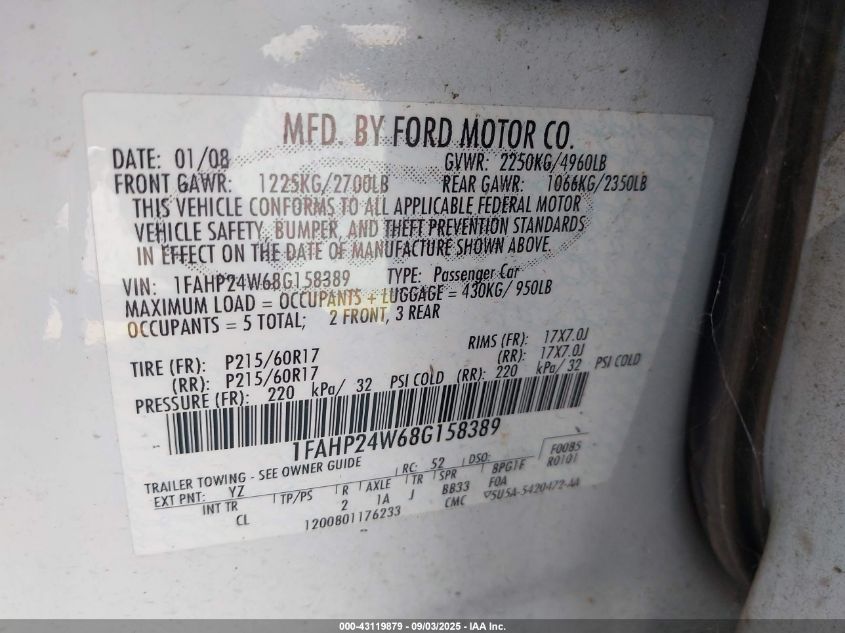 MFD. BY FORD MOTOR CO.
DATE: 01/08 GVWR: 2250KG/4960LB
FRONT GAWR: 1225KG/2700LB REAR GAWR: 1066KG/2350LB
THIS VEHICLE CONFORMS TO ALL APPLICABLE FEDERAL MOTOR
VEHICLE SAFETY, BUMPER, AND THEFT PREVENTION STANDARDS
IN EFFECT ON THE DATE OF MANUFACTURE SHOWN ABOVE.
VIN: 1FAHP24W68G158389 TYPE: Passenger Car
MAXIMUM LOAD = OCCUPANTS + LUGGAGE = 430KG/ 950LB
OCCUPANTS = 5 TOTAL; 2 FRONT, 3 REAR
TIRE (FR): P215/60R17 RIMS (FR): 17X7.0J
(RR): P215/60R17 (RR): 17X7.0J
PRESSURE (FR): 220 kPa/ 32 PSI COLD (RR): 220 kPa/ 32 PSI COLD
1FAHP24W68G158389
TRAILER TOWING - SEE OWNER GUIDE
EXT PNT: YZ RC: 52 DSO: F0085
INT TR TP/PS R AXLE TR SPR BPGTF R0101
CL 2 1A J BB33 FOA
1200801176233 CMC ▽5U5A-5420472-AA
000-43119879 - 09/03/2025 - IAA Inc.